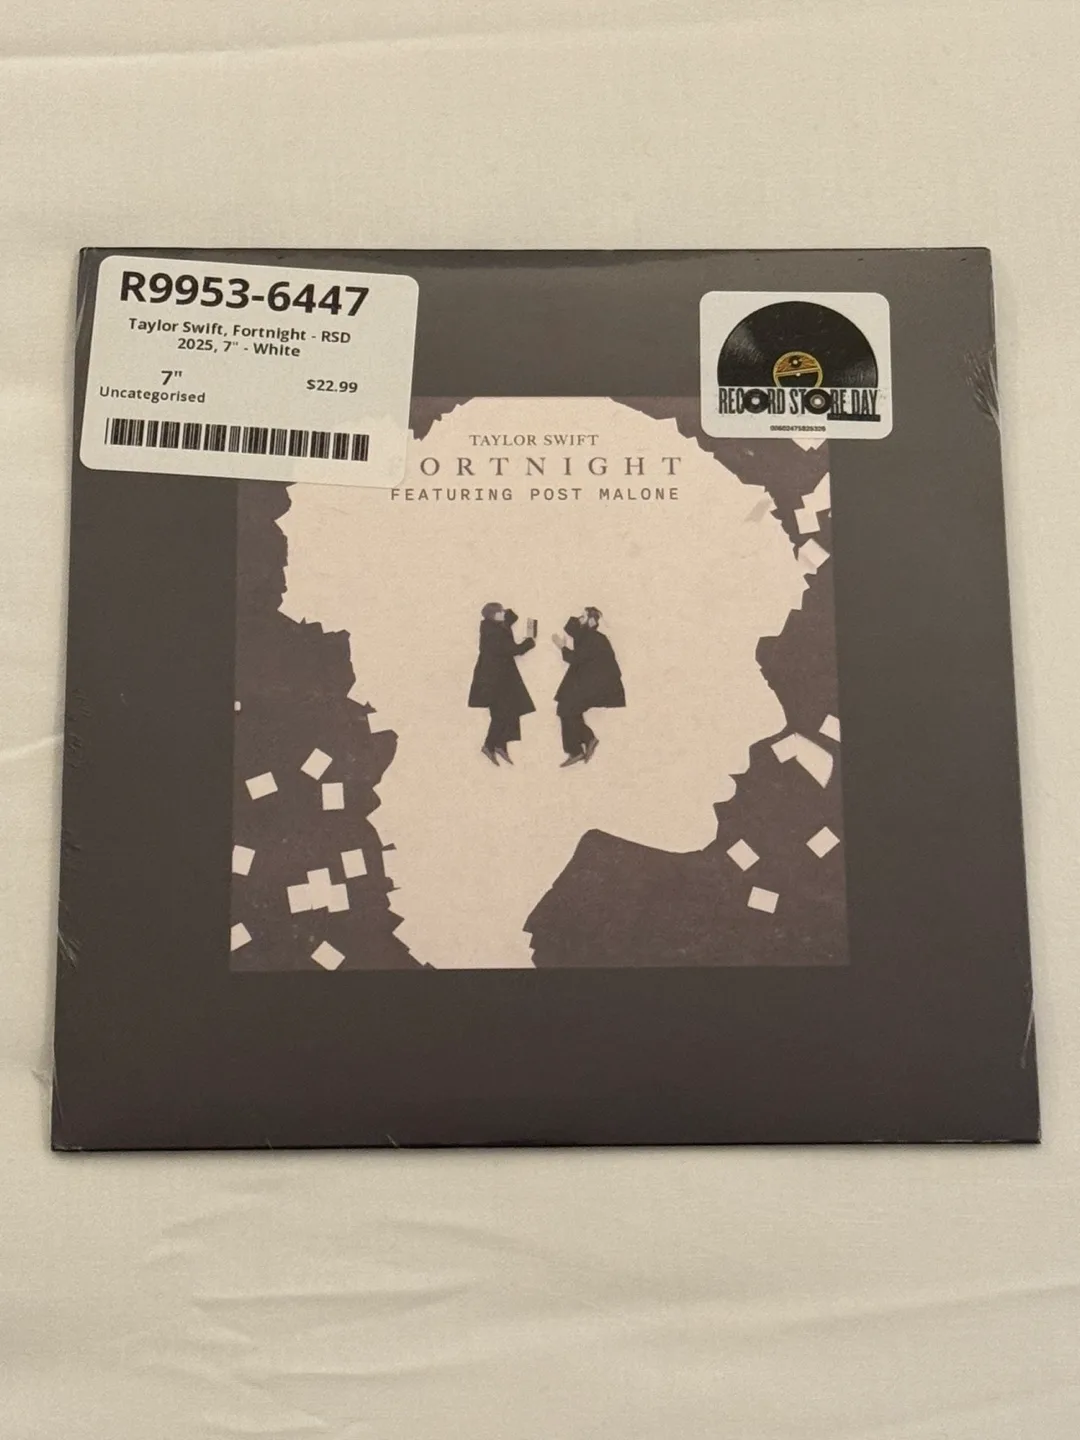 R9953-6447
Taylor Swift, Fortnight - RSD
2025, 7" - White
7"
Uncategorised
$22.99
RECORD STORE DAY
TAYLOR SWIFT
ORTNIGHT
FEATURING POST MALONE